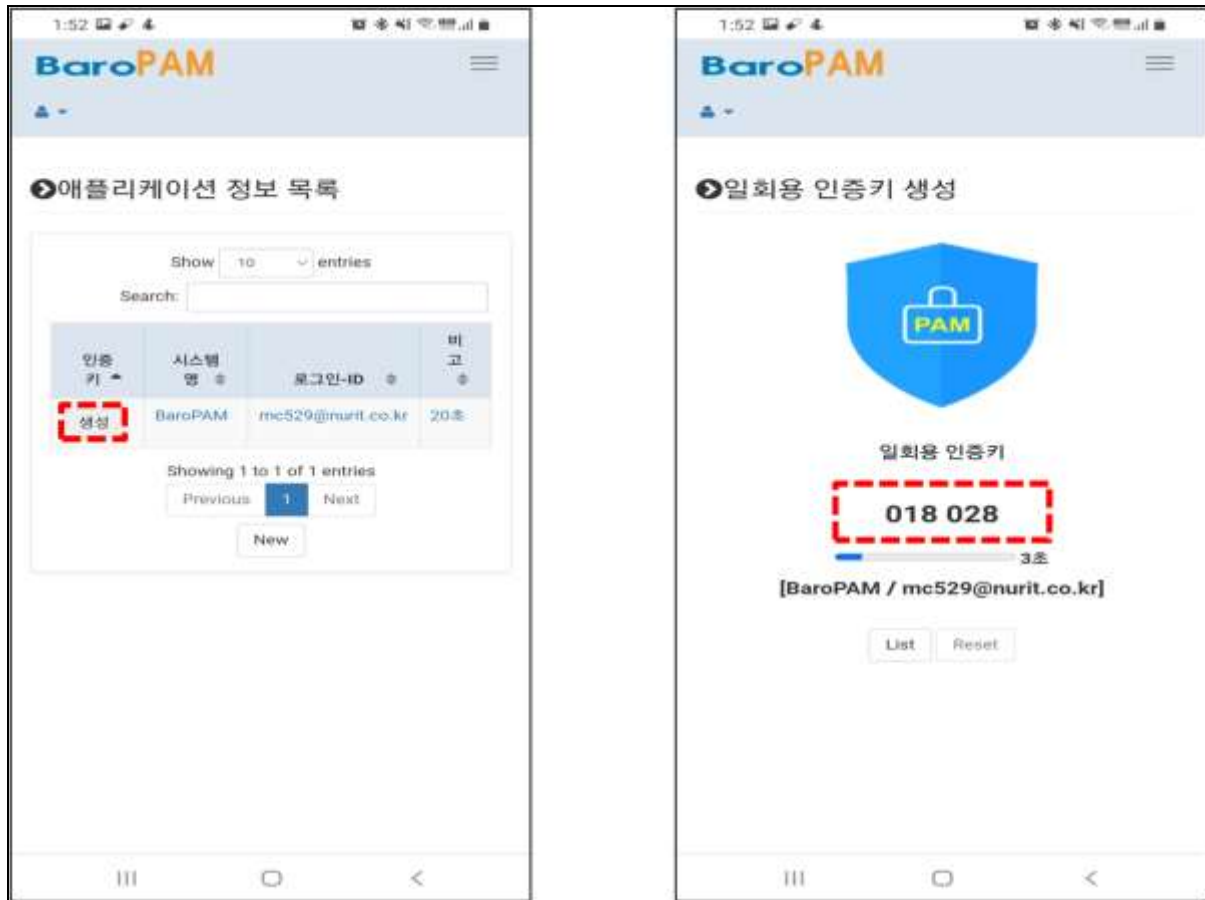 1:52
BaroPAM
애플리케이션 정보 목록
Show 10 entries
Search:
인증키 시스템명 로그인-ID 비고
생성 BaroPAM mc529@nurit.co.kr 20초
Showing 1 to 1 of 1 entries
Previous 1 Next
New
1:52
BaroPAM
일회용 인증키 생성
PAM
일회용 인증키
018 028
3초
[BaroPAM / mc529@nurit.co.kr]
List Reset